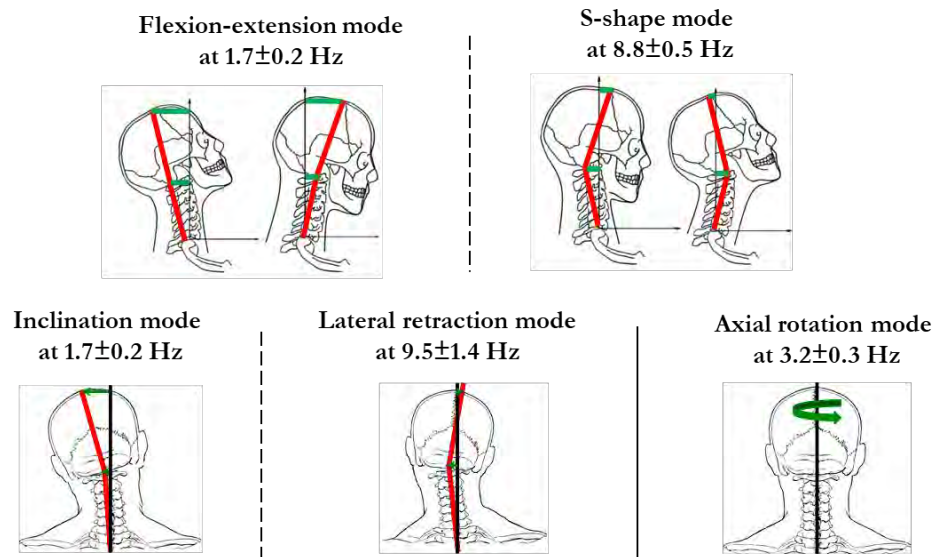 Flexion-extension mode
at 1.7±0.2 Hz
S-shape mode
at 8.8±0.5 Hz
Inclination mode
at 1.7±0.2 Hz
Lateral retraction mode
at 9.5±1.4 Hz
Axial rotation mode
at 3.2±0.3 Hz